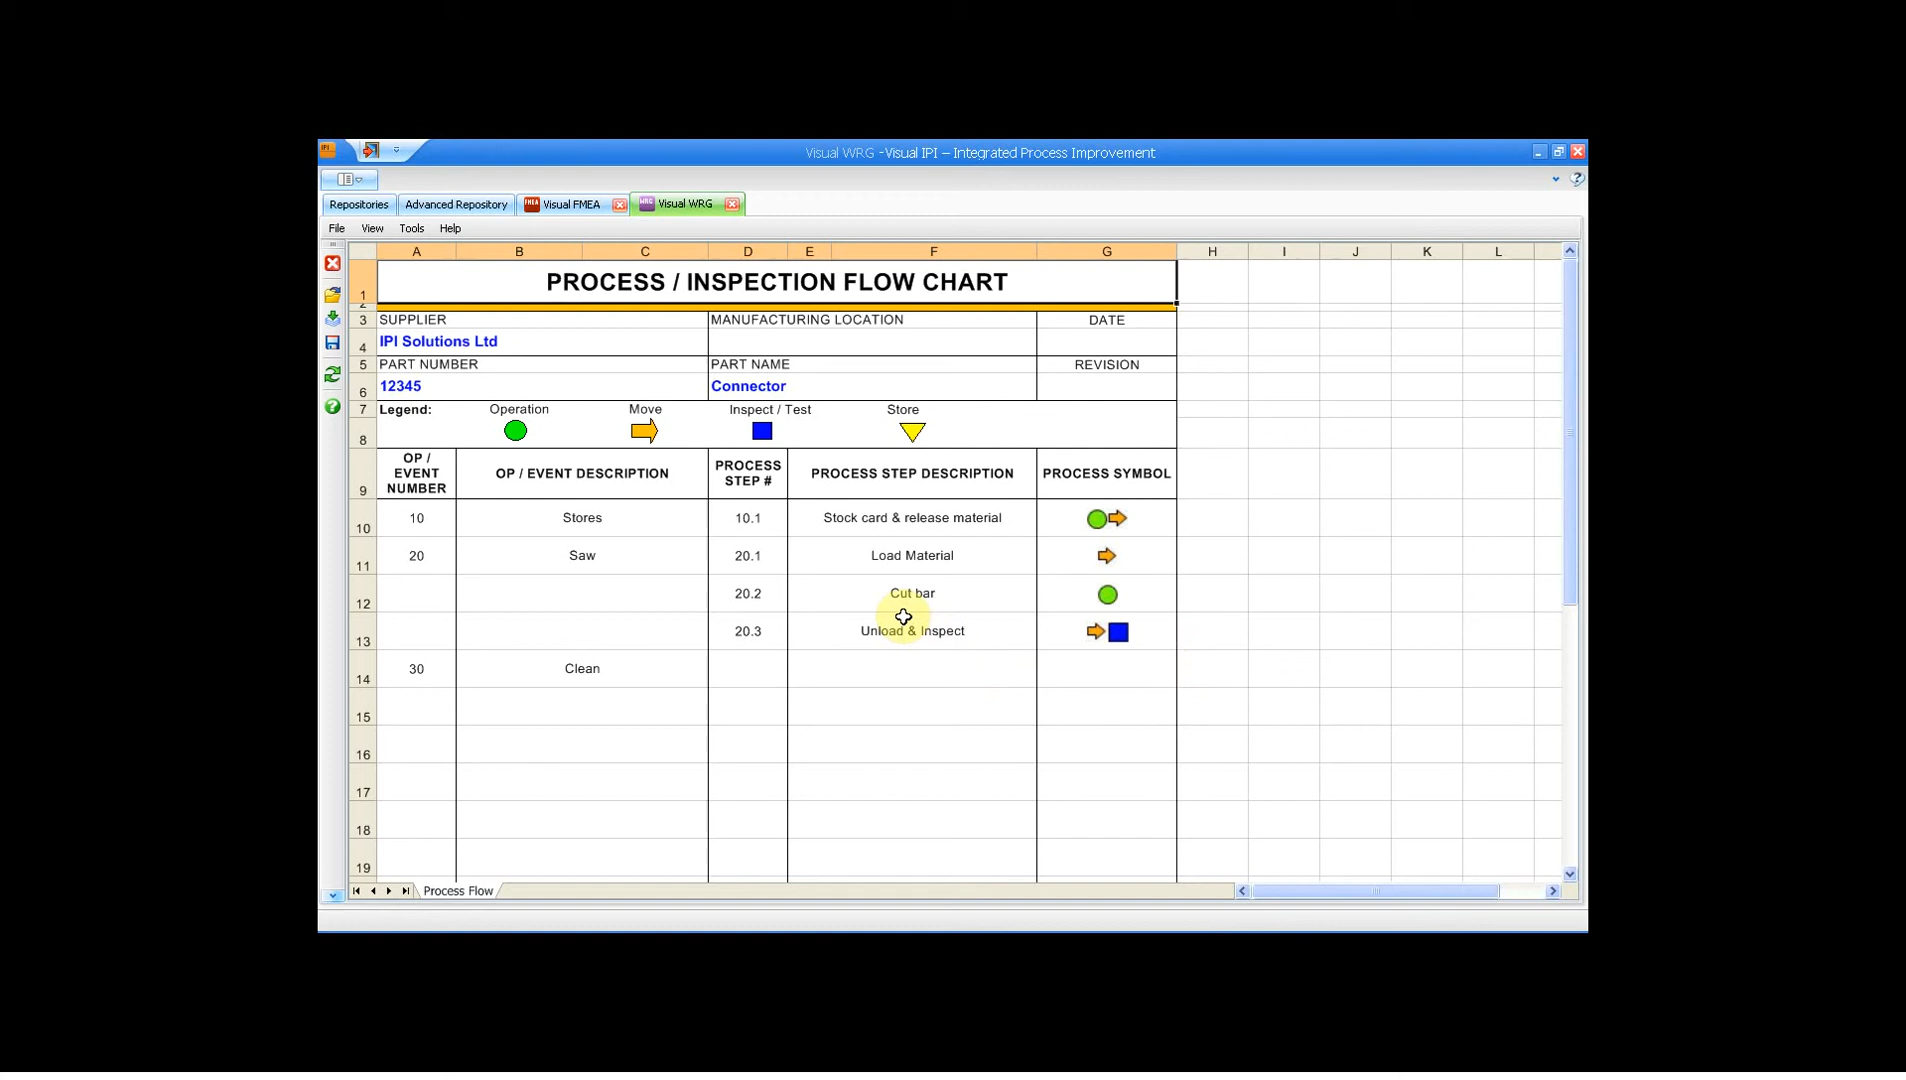 IPI
Visual WRG -Visual IPI – Integrated Process Improvement
Repositories Advanced Repository FMEA Visual FMEA WRG Visual WRG
File View Tools Help
A B C D E F G H I J K L
1 PROCESS / INSPECTION FLOW CHART
2
3 SUPPLIER MANUFACTURING LOCATION DATE
4 IPI Solutions Ltd
5 PART NUMBER PART NAME REVISION
6 12345 Connector
7 Legend: Operation Move Inspect / Test Store
8
9 OP / EVENT NUMBER OP / EVENT DESCRIPTION PROCESS STEP # PROCESS STEP DESCRIPTION PROCESS SYMBOL
10 10 Stores 10.1 Stock card & release material
11 20 Saw 20.1 Load Material
12 20.2 Cut bar
13 20.3 Unload & Inspect
14 30 Clean
15
16
17
18
19
Process Flow